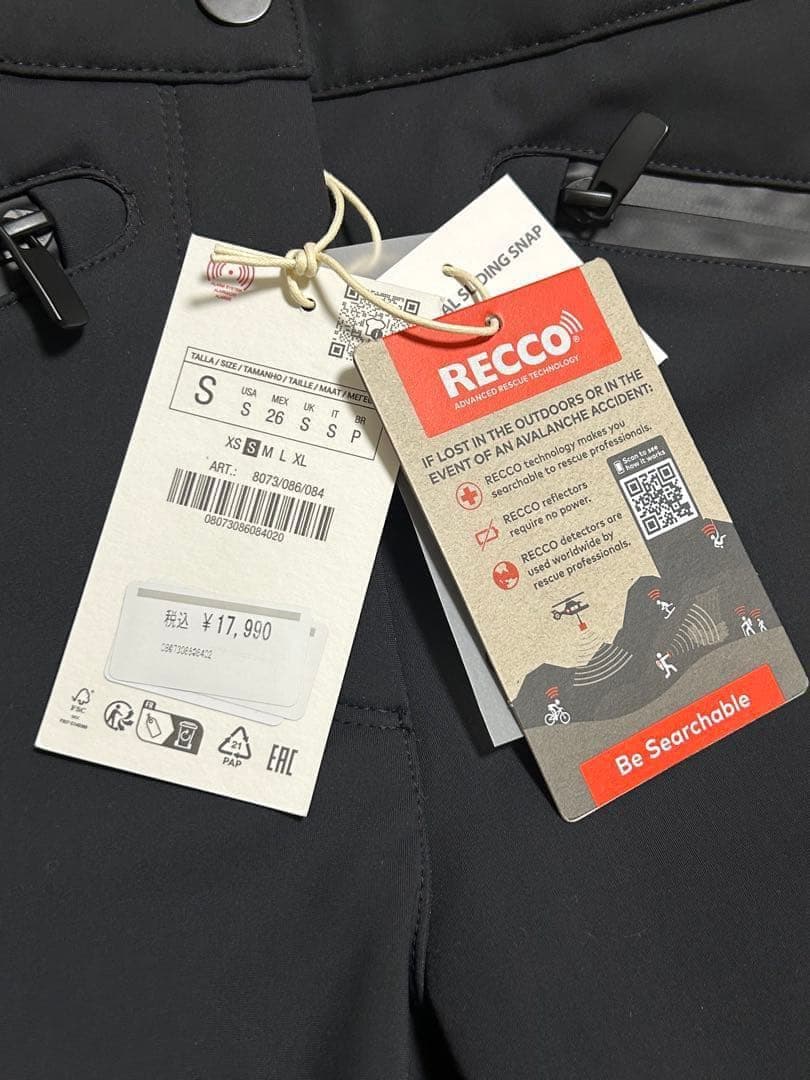 TALLA / SIZE / TAMANHO / TAILLE / MAAT / МЕГЕ
S
USA MEX UK IT BR
S 26 S S P
XS S M L XL
ART.: 8073/086/084
08073086084020
税込 ¥17,990
FSC
FR
21
PAP
EAC
AL SLIDING SNAP
RECCO®
ADVANCED RESCUE TECHNOLOGY
IF LOST IN THE OUTDOORS OR IN THE
EVENT OF AN AVALANCHE ACCIDENT:
RECCO technology makes you
searchable to rescue professionals.
RECCO reflectors
require no power.
RECCO detectors are
used worldwide by
rescue professionals.
Scan to see
how it works
Be Searchable